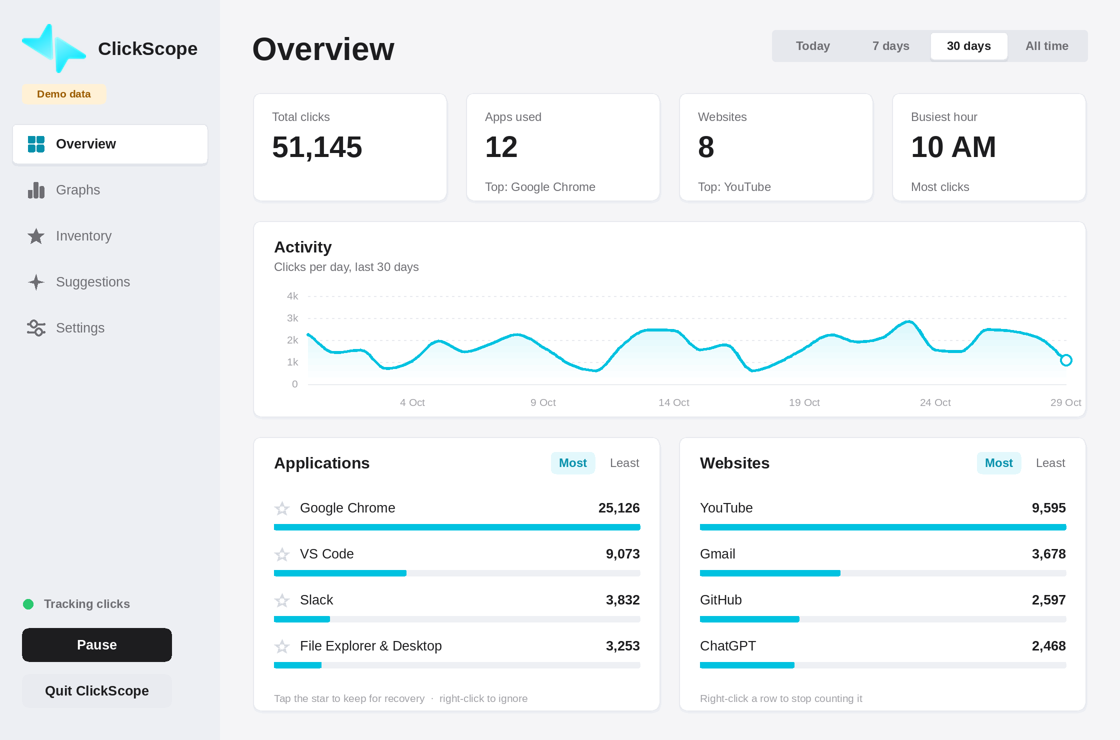 ClickScope
Demo data
Overview
Graphs
Inventory
Suggestions
Settings
Tracking clicks
Pause
Quit ClickScope
Overview
Today 7 days 30 days All time
Total clicks
51,145
Apps used
12
Top: Google Chrome
Websites
8
Top: YouTube
Busiest hour
10 AM
Most clicks
Activity
Clicks per day, last 30 days
4k
3k
2k
1k
0
4 Oct 9 Oct 14 Oct 19 Oct 24 Oct 29 Oct
Applications Most Least
Google Chrome 25,126
VS Code 9,073
Slack 3,832
File Explorer & Desktop 3,253
Tap the star to keep for recovery · right-click to ignore
Websites Most Least
YouTube 9,595
Gmail 3,678
GitHub 2,597
ChatGPT 2,468
Right-click a row to stop counting it